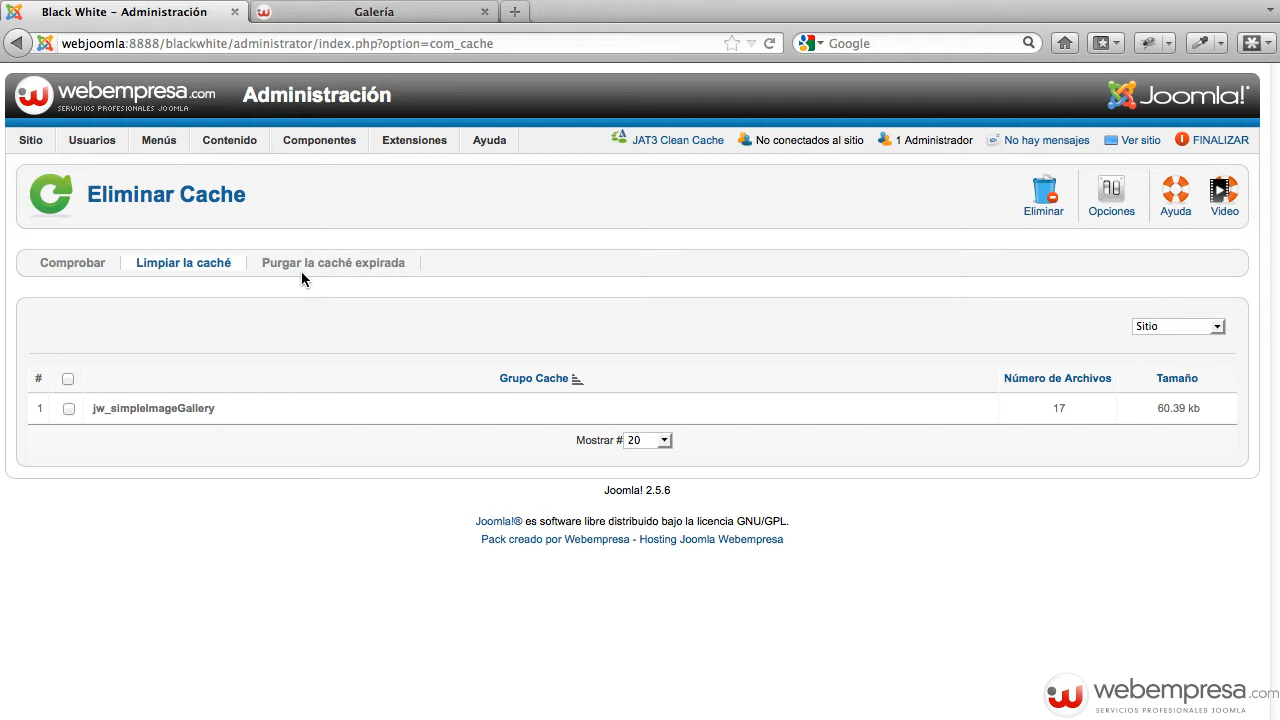 Black White – Administración
Galería
webjoomla:8888/blackwhite/administrator/index.php?option=com_cache
Google
webempresa.com
SERVICIOS PROFESIONALES JOOMLA
Administración
Joomla!
Sitio
Usuarios
Menús
Contenido
Componentes
Extensiones
Ayuda
JAT3 Clean Cache
No conectados al sitio
1 Administrador
No hay mensajes
Ver sitio
FINALIZAR
Eliminar Cache
Eliminar
Opciones
Ayuda
Video
Comprobar
Limpiar la caché
Purgar la caché expirada
Sitio
# Grupo Cache Número de Archivos Tamaño
1 jw_simpleImageGallery 17 60.39 kb
Mostrar # 20
Joomla! 2.5.6
Joomla!® es software libre distribuido bajo la licencia GNU/GPL.
Pack creado por Webempresa - Hosting Joomla Webempresa
webempresa.com
SERVICIOS PROFESIONALES JOOMLA